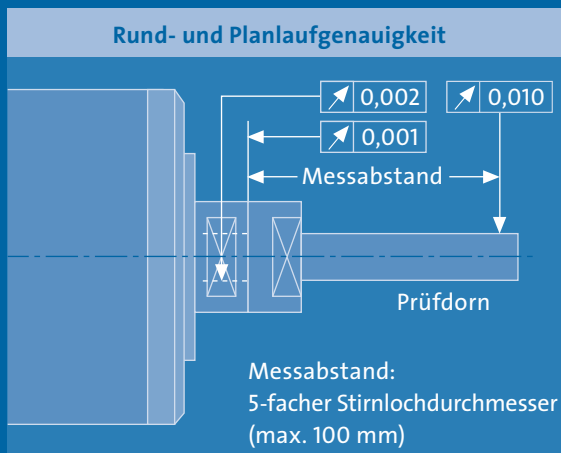 Rund- und Planlaufgenauigkeit
0,002
0,010
0,001
Messabstand
Prüfdorn
Messabstand:
5-facher Stirnlochdurchmesser
(max. 100 mm)